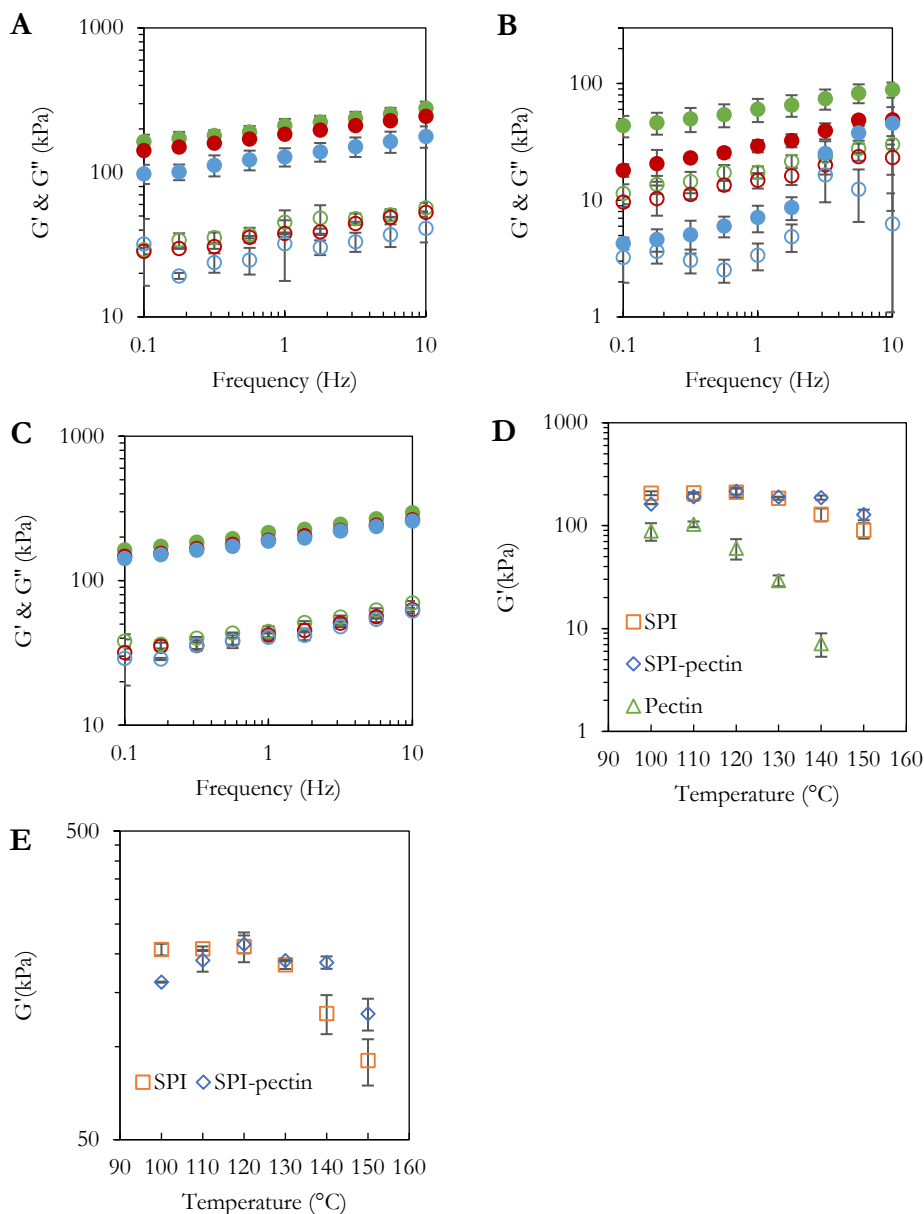 A
1000
100
10
G' & G" (kPa)
0.1 1 10
Frequency (Hz)
B
100
10
1
G' & G" (kPa)
0.1 1 10
Frequency (Hz)
C
1000
100
10
G' & G" (kPa)
0.1 1 10
Frequency (Hz)
D
1000
100
10
1
G'(kPa)
SPI
SPI-pectin
Pectin
90 100 110 120 130 140 150 160
Temperature (°C)
E
500
50
G'(kPa)
SPI SPI-pectin
90 100 110 120 130 140 150 160
Temperature (°C)